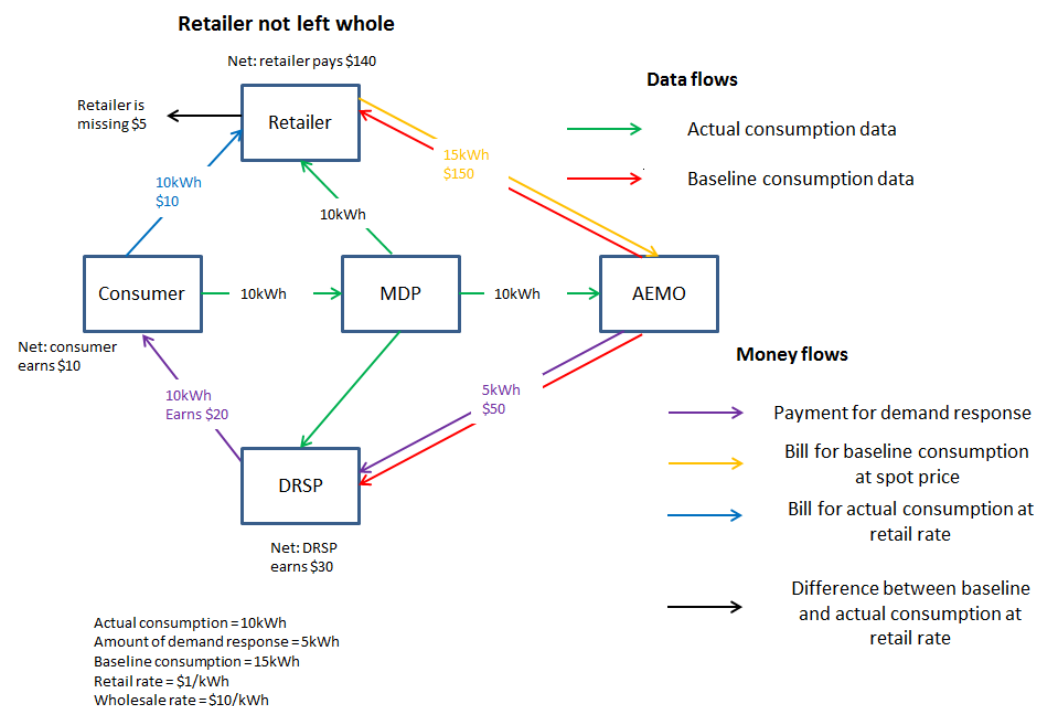 Retailer not left whole
Net: retailer pays $140
Retailer is
missing $5
Retailer
Data flows
Actual consumption data
Baseline consumption data
15kWh
$150
10kWh
$10
10kWh
Consumer
10kWh
MDP
10kWh
AEMO
Net: consumer
earns $10
Money flows
10kWh
Earns $20
5kWh
$50
Payment for demand response
Bill for baseline consumption
at spot price
DRSP
Bill for actual consumption at
retail rate
Net: DRSP
earns $30
Difference between baseline
and actual consumption at
retail rate
Actual consumption = 10kWh
Amount of demand response = 5kWh
Baseline consumption = 15kWh
Retail rate = $1/kWh
Wholesale rate = $10/kWh